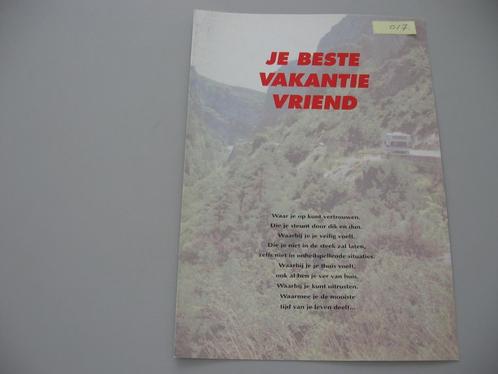 017
JE BESTE
VAKANTIE
VRIEND
Waar je op kunt vertrouwen.
Die je steunt door dik en dun.
Waarbij je je veilig voelt.
Die je niet in de steek zal laten,
zelfs niet in onheilspellende situaties.
Waarbij je je thuis voelt,
ook al ben je ver van huis.
Waarbij je kunt uitrusten.
Waarmee je de mooiste
tijd van je leven deelt...